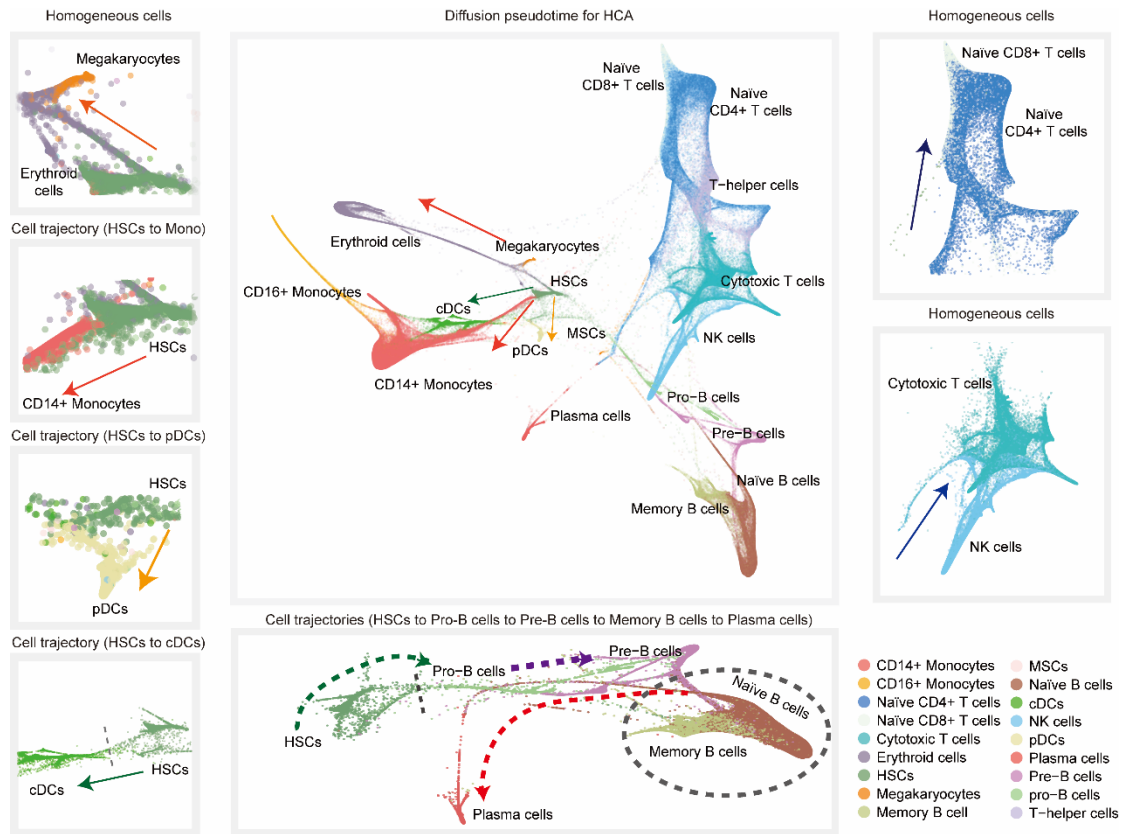 Homogeneous cells
Megakaryocytes
Erythroid
cells
Cell trajectory (HSCs to Mono)
HSCs
CD14+ Monocytes
Cell trajectory (HSCs to pDCs)
HSCs
pDCs
Cell trajectory (HSCs to cDCs)
HSCs
cDCs
Diffusion pseudotime for HCA
Naïve
CD8+ T cells
Naïve
CD4+ T cells
T-helper cells
Erythroid cells
Megakaryocytes
HSCs
Cytotoxic T cells
CD16+ Monocytes
cDCs
MSCs
NK cells
pDCs
CD14+ Monocytes
Pro-B cells
Plasma cells
Pre-B cells
Naïve B cells
Memory B cells
Cell trajectories (HSCs to Pro-B cells to Pre-B cells to Memory B cells to Plasma cells)
Pre-B cells
Pro-B cells
Naïve B cells
HSCs
Memory B cells
Plasma cells
Homogeneous cells
Naïve CD8+ T cells
Naïve
CD4+ T cells
Homogeneous cells
Cytotoxic T cells
NK cells
CD14+ Monocytes
CD16+ Monocytes
Naïve CD4+ T cells
Naïve CD8+ T cells
Cytotoxic T cells
Erythroid cells
HSCs
Megakaryocytes
Memory B cell
MSCs
Naïve B cells
cDCs
NK cells
pDCs
Plasma cells
Pre-B cells
pro-B cells
T-helper cells